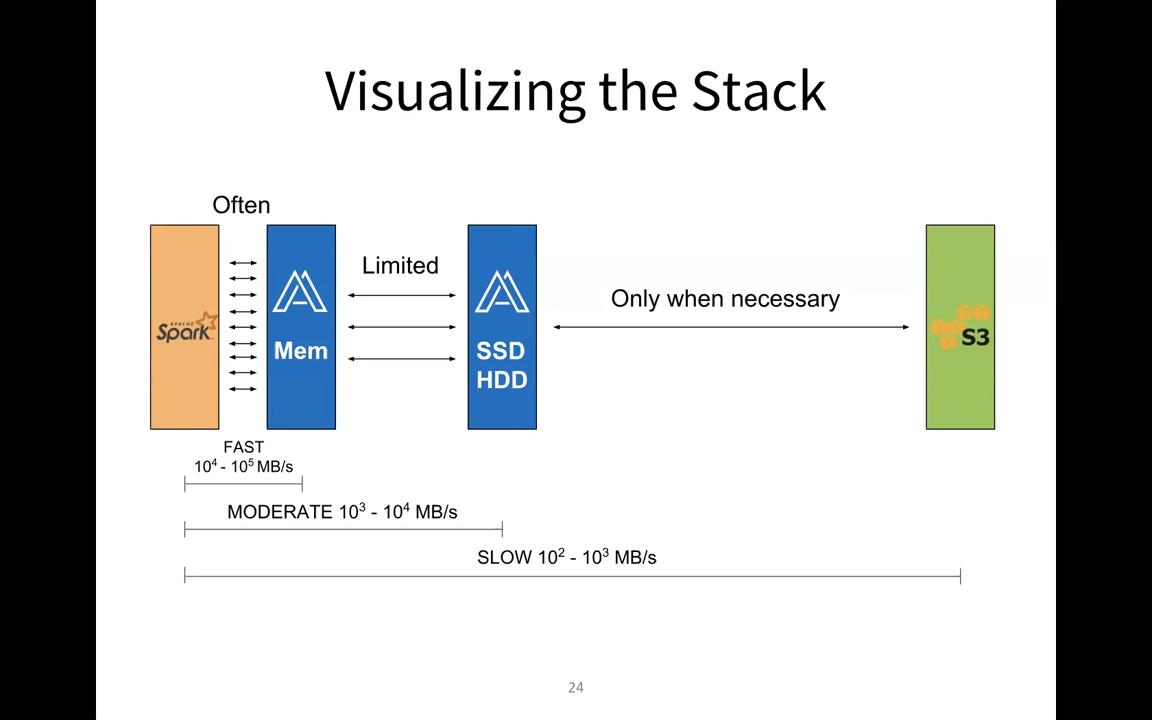 Visualizing the Stack
Often
Limited
Only when necessary
APACHE
Spark
Mem
SSD
HDD
S3
FAST
10⁴ - 10⁵ MB/s
MODERATE 10³ - 10⁴ MB/s
SLOW 10² - 10³ MB/s
24